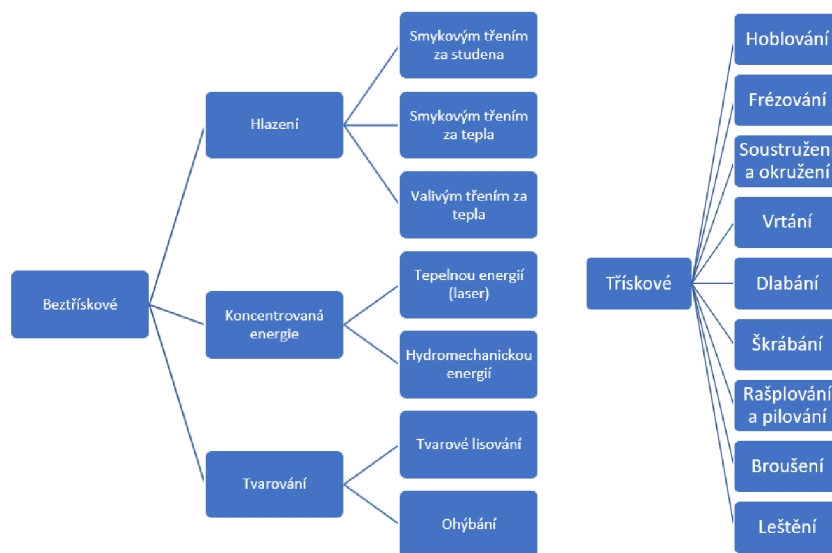 Beztřískové
Hlazení
Smykovým třením
za studena
Smykovým třením
za tepla
Valivým třením za
tepla
Koncentrovaná
energie
Tepelnou energií
(laser)
Hydromechanickou
energií
Tvarování
Tvarové lisování
Ohýbání
Třískové
Hoblování
Frézování
Soustružení
a okružení
Vrtání
Dlabání
Škrábání
Rašplování
a pilování
Broušení
Leštění